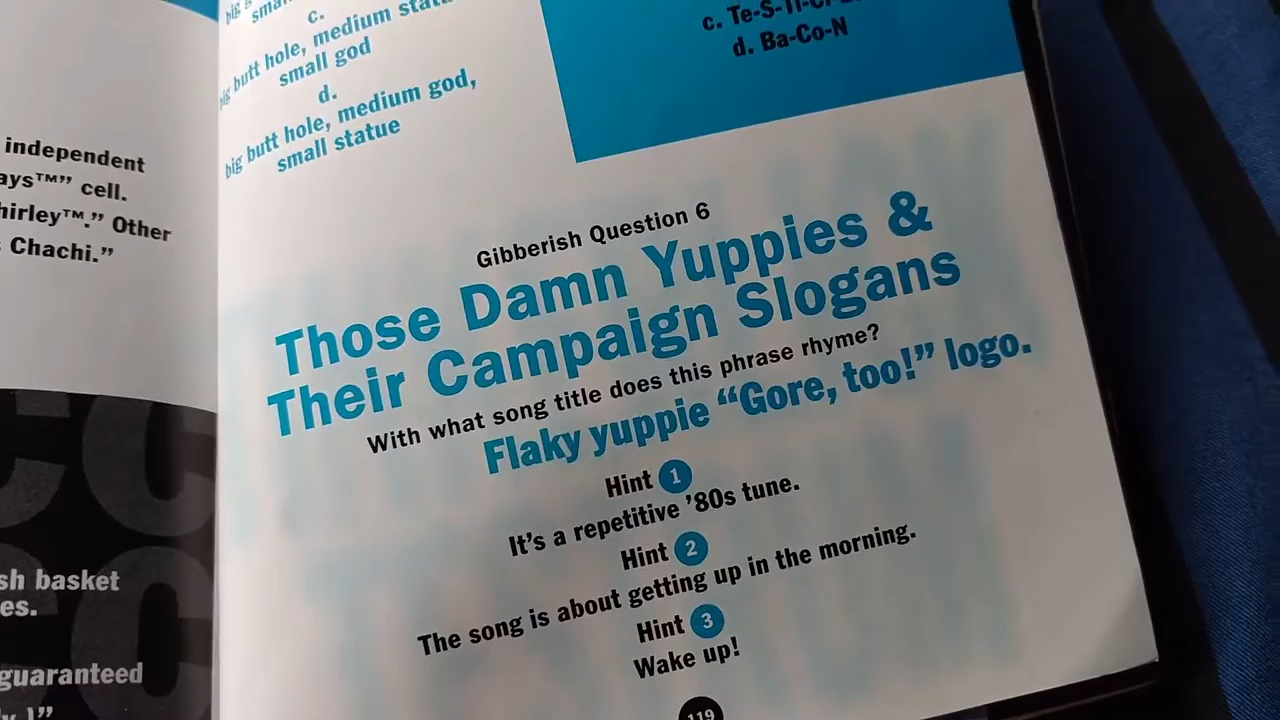 independent
ays™” cell.
hirley™.” Other
Chachi.”
sh basket
es.
guaranteed
big
c.
big butt hole, medium
small god
d.
big butt hole, medium god,
small statue
c.
d. Ba-Co-N
Gibberish Question 6
Those Damn Yuppies &
Their Campaign Slogans
With what song title does this phrase rhyme?
Flaky yuppie “Gore, too!” logo.
Hint 1
It’s a repetitive ’80s tune.
Hint 2
The song is about getting up in the morning.
Hint 3
Wake up!
119